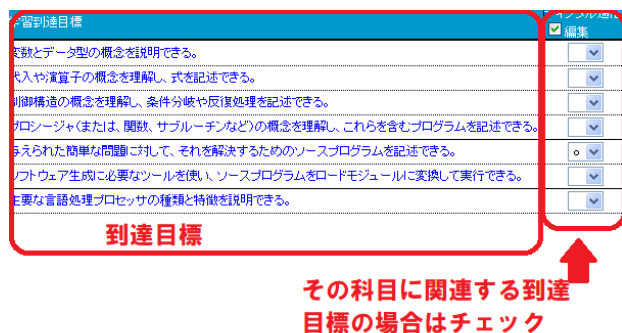 学習到達目標
編集
変数とデータ型の概念を説明できる。
代入や演算子の概念を理解し、式を記述できる。
制御構造の概念を理解し、条件分岐や反復処理を記述できる。
プロシージャ(または、関数、サブルーチンなど)の概念を理解し、これらを含むプログラムを記述できる。
与えられた簡単な問題に対して、それを解決するためのソースプログラムを記述できる。
○
ソフトウェア生成に必要なツールを使い、ソースプログラムをロードモジュールに変換して実行できる。
主要な言語処理プロセッサの種類と特徴を説明できる。
到達目標
その科目に関連する到達
目標の場合はチェック